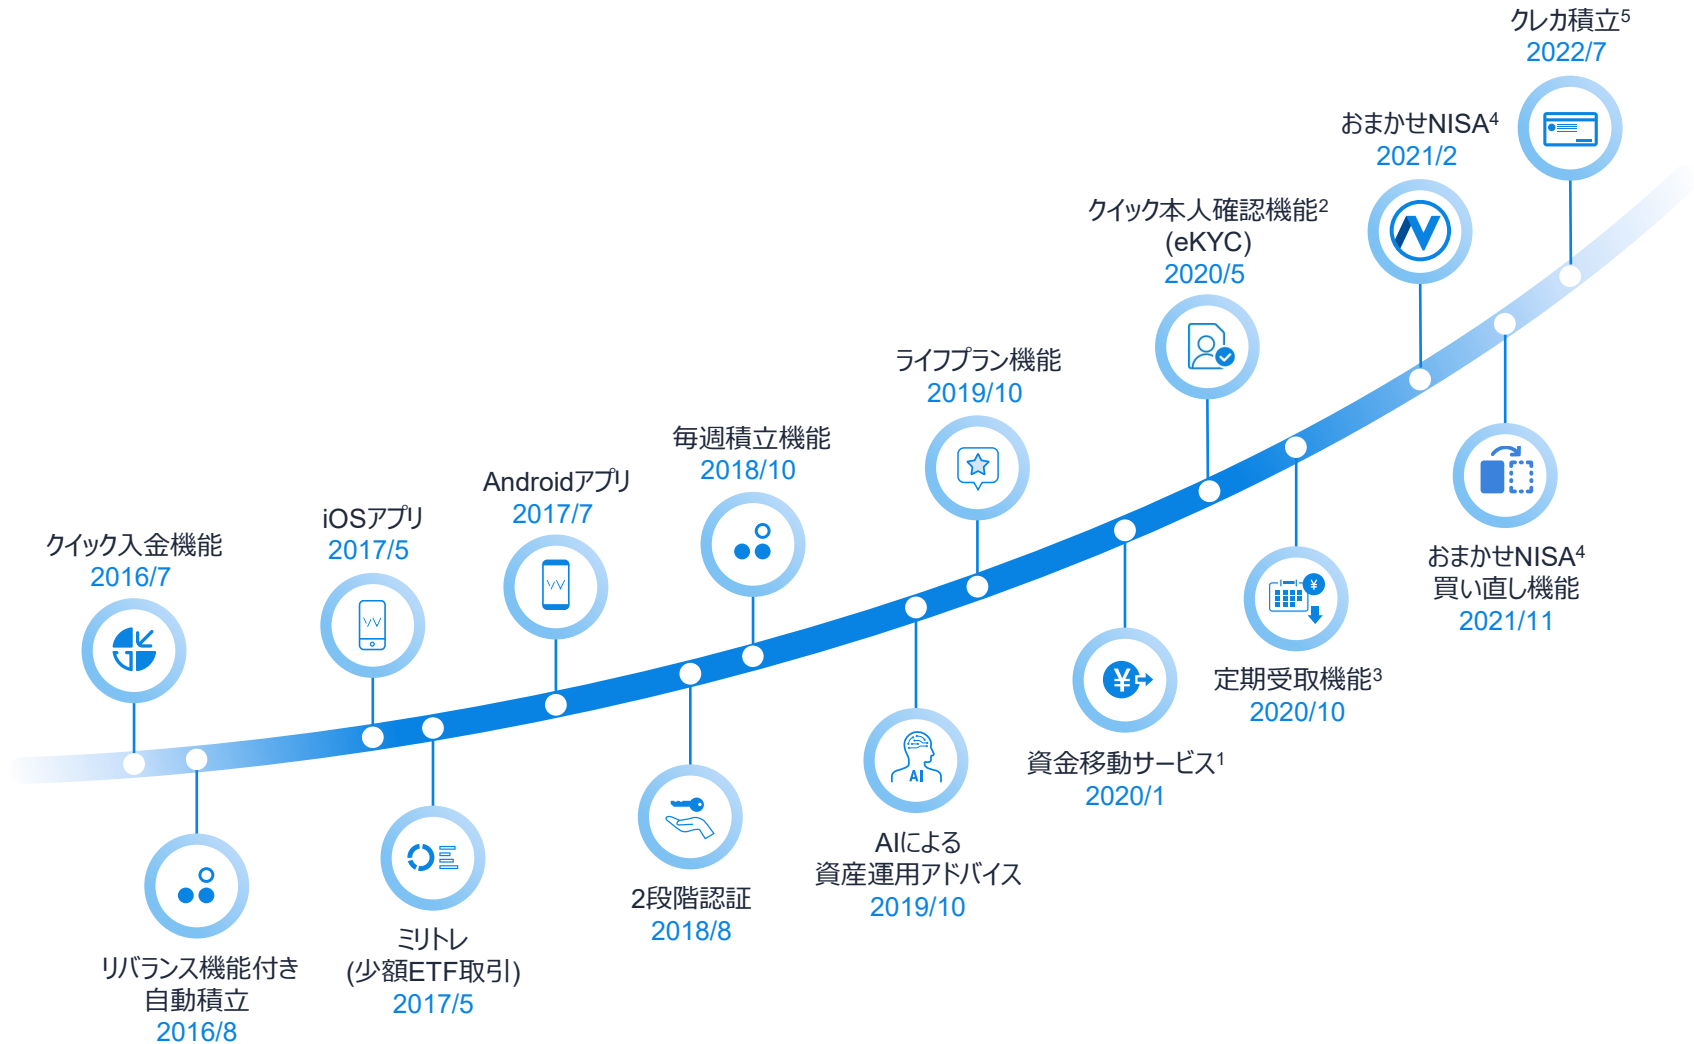 クイック入金機能
2016/7
リバランス機能付き
自動積立
2016/8
iOSアプリ
2017/5
ミリトレ
(少額ETF取引)
2017/5
Androidアプリ
2017/7
2段階認証
2018/8
毎週積立機能
2018/10
AI
AIによる
資産運用アドバイス
2019/10
ライフプラン機能
2019/10
資金移動サービス1
2020/1
クイック本人確認機能2
(eKYC)
2020/5
定期受取機能3
2020/10
おまかせNISA4
2021/2
おまかせNISA4
買い直し機能
2021/11
クレカ積立5
2022/7